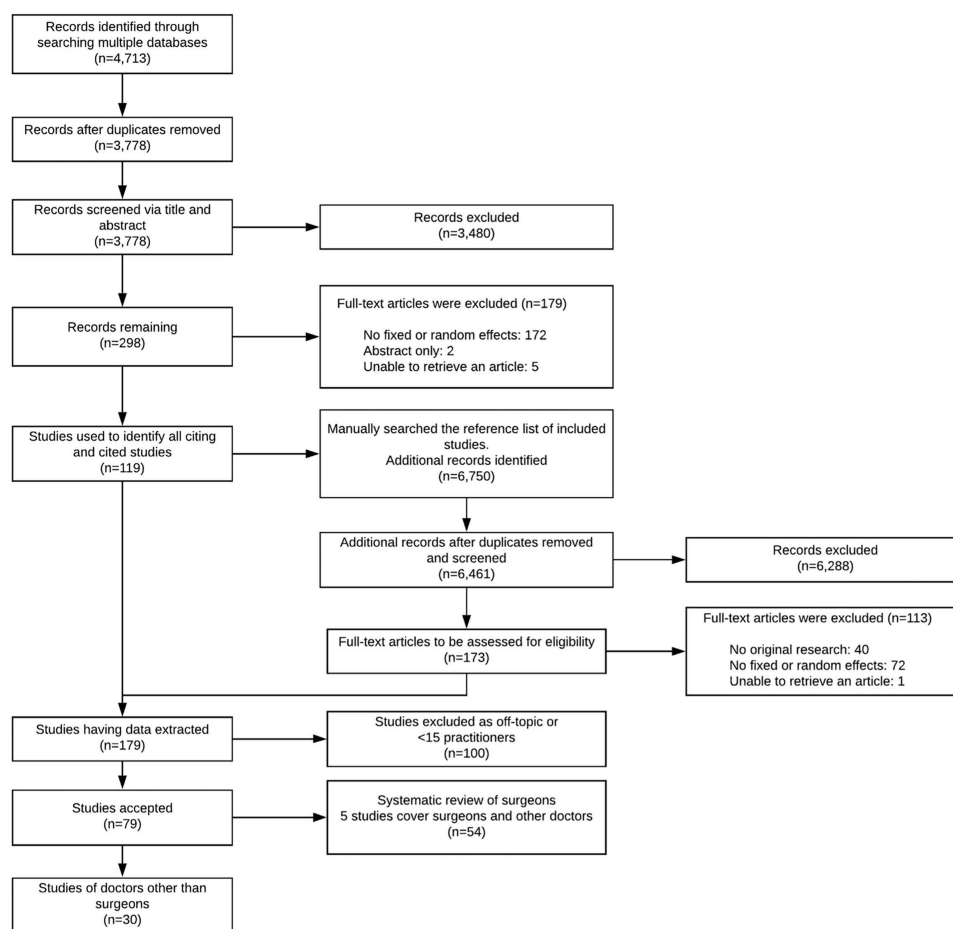 Records identified through
searching multiple databases
(n=4,713)
Records after duplicates removed
(n=3,778)
Records screened via title and
abstract
(n=3,778)
Records excluded
(n=3,480)
Records remaining
(n=298)
Full-text articles were excluded (n=179)
No fixed or random effects: 172
Abstract only: 2
Unable to retrieve an article: 5
Studies used to identify all citing
and cited studies
(n=119)
Manually searched the reference list of included
studies.
Additional records identified
(n=6,750)
Additional records after duplicates removed
and screened
(n=6,461)
Records excluded
(n=6,288)
Full-text articles to be assessed for eligibility
(n=173)
Full-text articles were excluded (n=113)
No original research: 40
No fixed or random effects: 72
Unable to retrieve an article: 1
Studies having data extracted
(n=179)
Studies excluded as off-topic or
<15 practitioners
(n=100)
Studies accepted
(n=79)
Systematic review of surgeons
5 studies cover surgeons and other doctors
(n=54)
Studies of doctors other than
surgeons
(n=30)